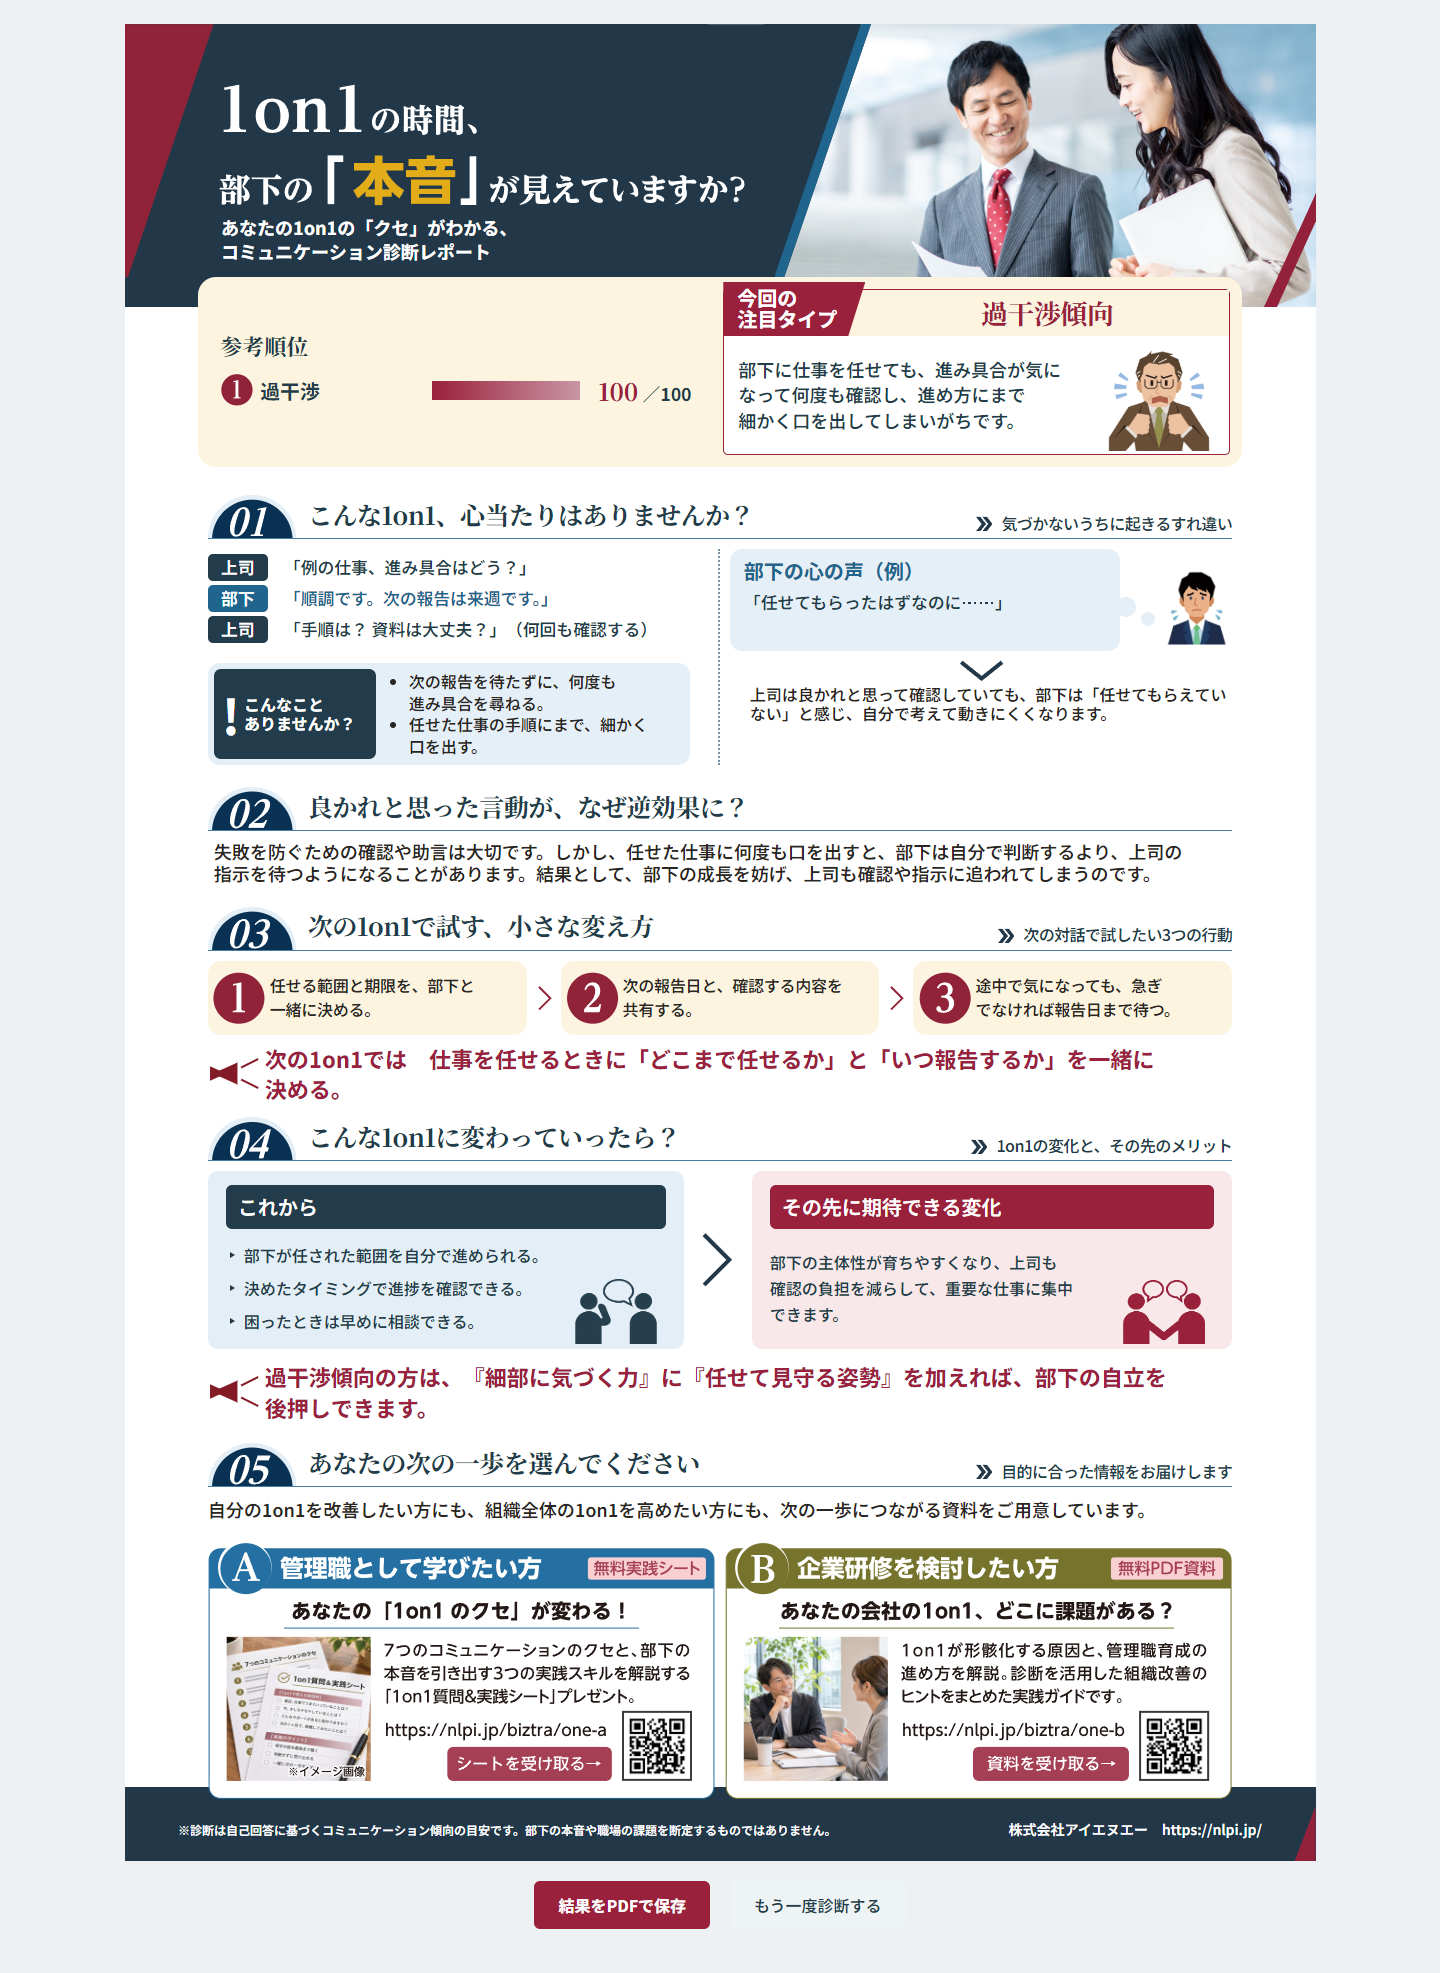 1on1の時間、
部下の「本音」が見えていますか?
あなたの1on1の「クセ」がわかる、
コミュニケーション診断レポート
参考順位
1 過干渉 100 ／100
今回の
注目タイプ
過干渉傾向
部下に仕事を任せても、進み具合が気に
なって何度も確認し、進め方にまで
細かく口を出してしまいがちです。
01 こんな1on1、心当たりはありませんか？
気づかないうちに起きるすれ違い
上司 「例の仕事、進み具合はどう？」
部下 「順調です。次の報告は来週です。」
上司 「手順は？ 資料は大丈夫？」（何回も確認する）
! こんなこと
ありませんか？
• 次の報告を待たずに、何度も
進み具合を尋ねる。
• 任せた仕事の手順にまで、細かく
口を出す。
部下の心の声（例）
「任せてもらったはずなのに……」
上司は良かれと思って確認していても、部下は「任せてもらえてい
ない」と感じ、自分で考えて動きにくくなります。
02 良かれと思った言動が、なぜ逆効果に？
失敗を防ぐための確認や助言は大切です。しかし、任せた仕事に何度も口を出すと、部下は自分で判断するより、上司の
指示を待つようになることがあります。結果として、部下の成長を妨げ、上司も確認や指示に追われてしまうのです。
03 次の1on1で試す、小さな変え方
次の対話で試したい3つの行動
1 任せる範囲と期限を、部下と
一緒に決める。
2 次の報告日と、確認する内容を
共有する。
3 途中で気になっても、急ぎ
でなければ報告日まで待つ。
次の1on1では　仕事を任せるときに「どこまで任せるか」と「いつ報告するか」を一緒に
決める。
04 こんな1on1に変わっていったら？
1on1の変化と、その先のメリット
これから
部下が任された範囲を自分で進められる。
決めたタイミングで進捗を確認できる。
困ったときは早めに相談できる。
その先に期待できる変化
部下の主体性が育ちやすくなり、上司も
確認の負担を減らして、重要な仕事に集中
できます。
過干渉傾向の方は、『細部に気づく力』に『任せて見守る姿勢』を加えれば、部下の自立を
後押しできます。
05 あなたの次の一歩を選んでください
目的に合った情報をお届けします
自分の1on1を改善したい方にも、組織全体の1on1を高めたい方にも、次の一歩につながる資料をご用意しています。
A 管理職として学びたい方 無料実践シート
あなたの「1on1 のクセ」が変わる！
7つのコミュニケーションのクセ
1on1質問&実践シート
※イメージ画像
7つのコミュニケーションのクセと、部下の
本音を引き出す3つの実践スキルを解説する
「1on1質問&実践シート」プレゼント。
https://nlpi.jp/biztra/one-a
シートを受け取る→
B 企業研修を検討したい方 無料PDF資料
あなたの会社の1on1、どこに課題がある？
1on1が形骸化する原因と、管理職育成の
進め方を解説。診断を活用した組織改善の
ヒントをまとめた実践ガイドです。
https://nlpi.jp/biztra/one-b
資料を受け取る→
※診断は自己回答に基づくコミュニケーション傾向の目安です。部下の本音や職場の課題を断定するものではありません。
株式会社アイエヌエー　https://nlpi.jp/
結果をPDFで保存
もう一度診断する